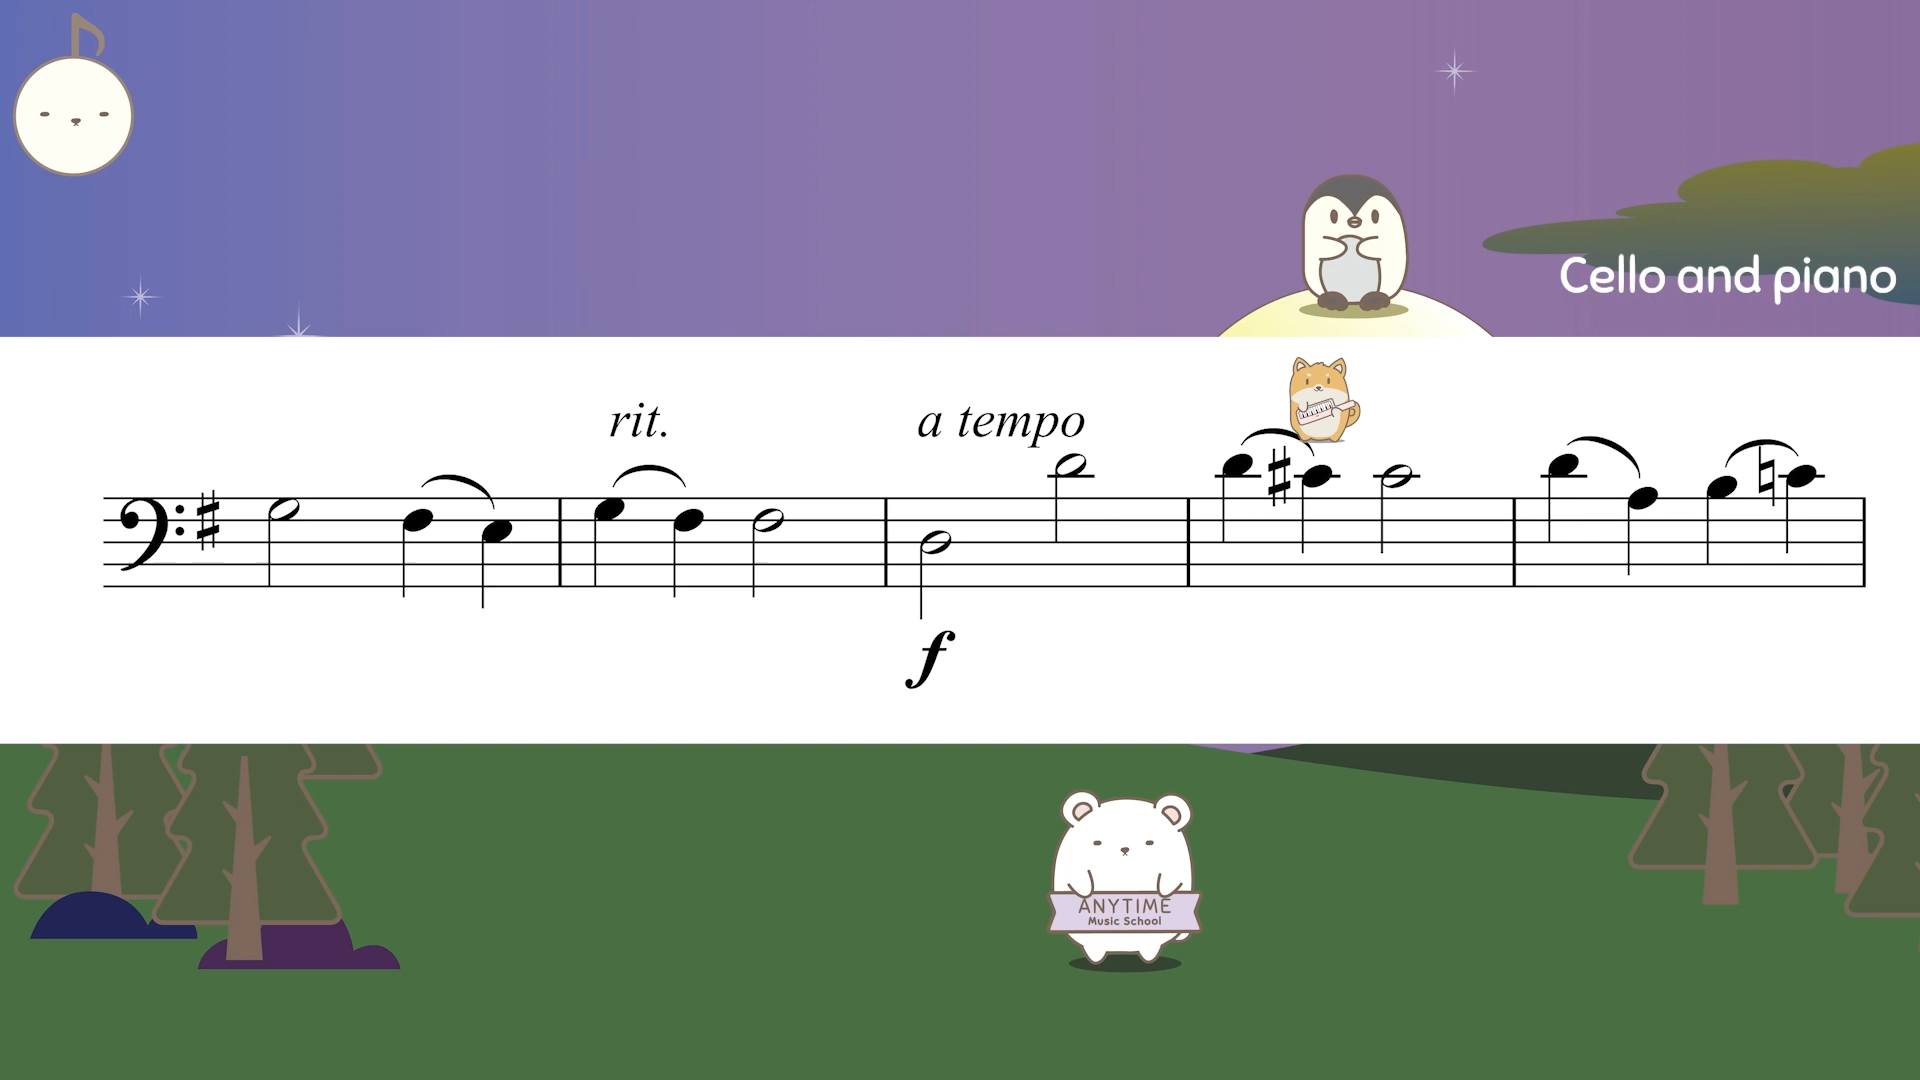 Cello and piano
rit.
a tempo
f
ANYTIME
Music School